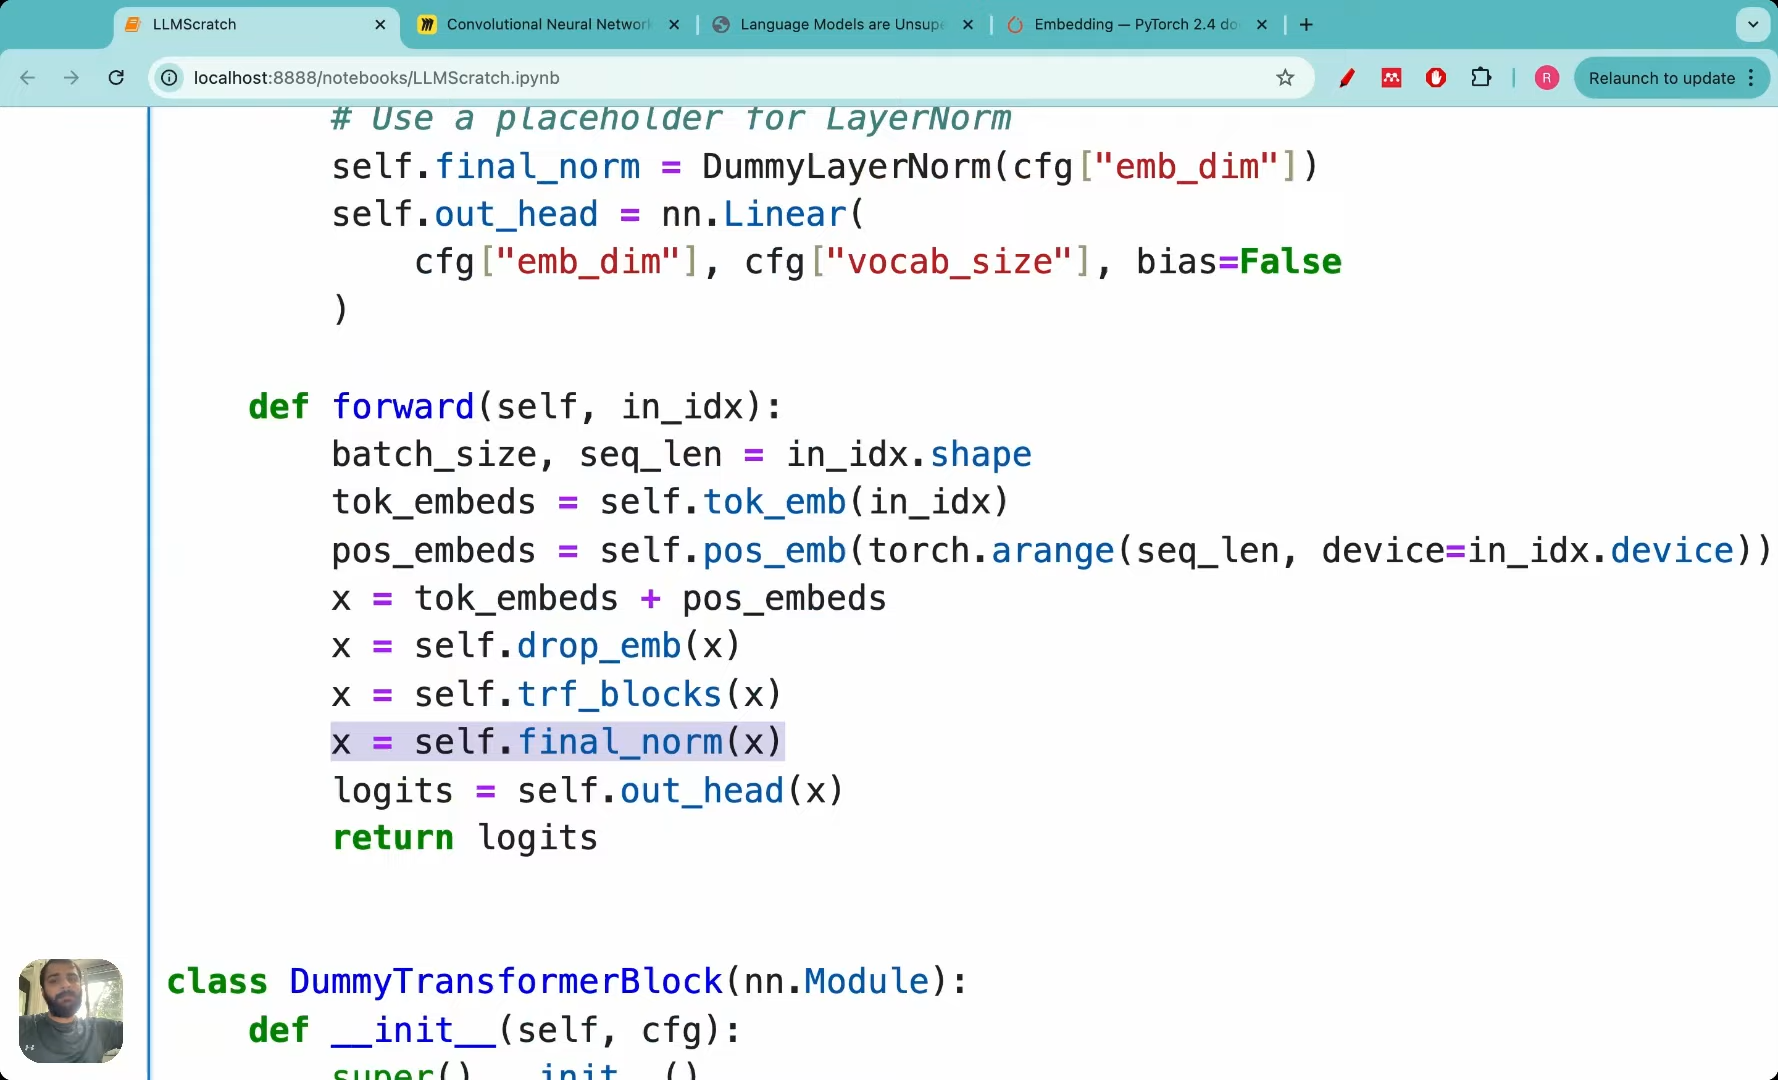 LLMScratch
Convolutional Neural Network
Language Models are Unsupe
Embedding — PyTorch 2.4 do
localhost:8888/notebooks/LLMScratch.ipynb
R
Relaunch to update
# Use a placeholder for LayerNorm
self.final_norm = DummyLayerNorm(cfg["emb_dim"])
self.out_head = nn.Linear(
cfg["emb_dim"], cfg["vocab_size"], bias=False
)
def forward(self, in_idx):
batch_size, seq_len = in_idx.shape
tok_embeds = self.tok_emb(in_idx)
pos_embeds = self.pos_emb(torch.arange(seq_len, device=in_idx.device))
x = tok_embeds + pos_embeds
x = self.drop_emb(x)
x = self.trf_blocks(x)
x = self.final_norm(x)
logits = self.out_head(x)
return logits
class DummyTransformerBlock(nn.Module):
def __init__(self, cfg):
super().__init__()